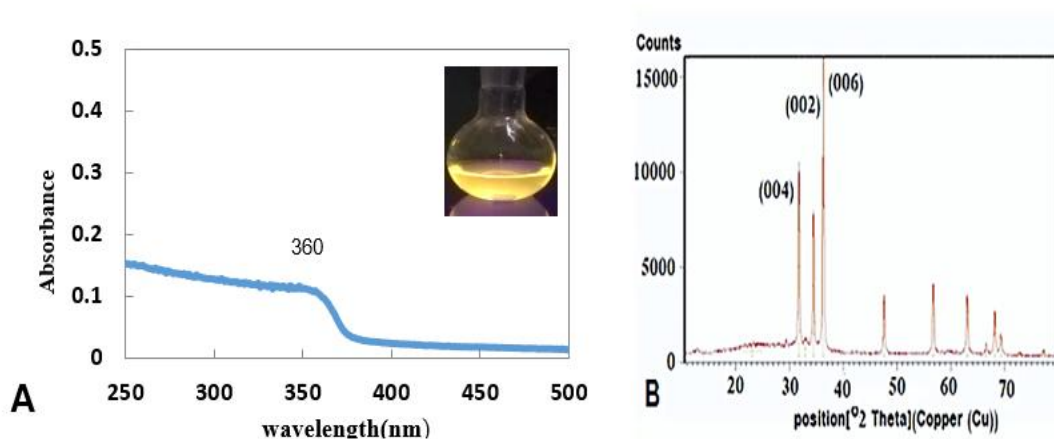 0.5
0.4
0.3
0.2
0.1
0
Absorbance
360
250 300 350 400 450 500
wavelength(nm)
A
Counts
15000
10000
5000
0
(006)
(002)
(004)
20 30 40 50 60 70
position[°2 Theta](Copper (Cu))
B